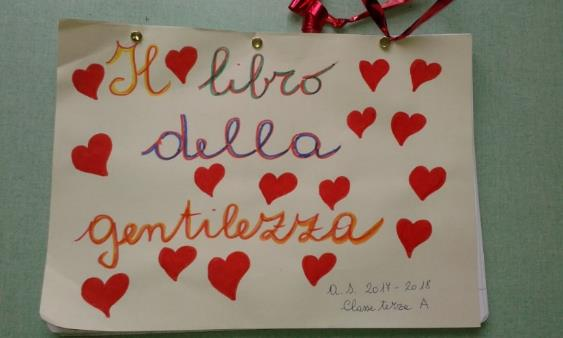 Il libro
della
gentilezza
a.s. 2017-2018
Classe terza A